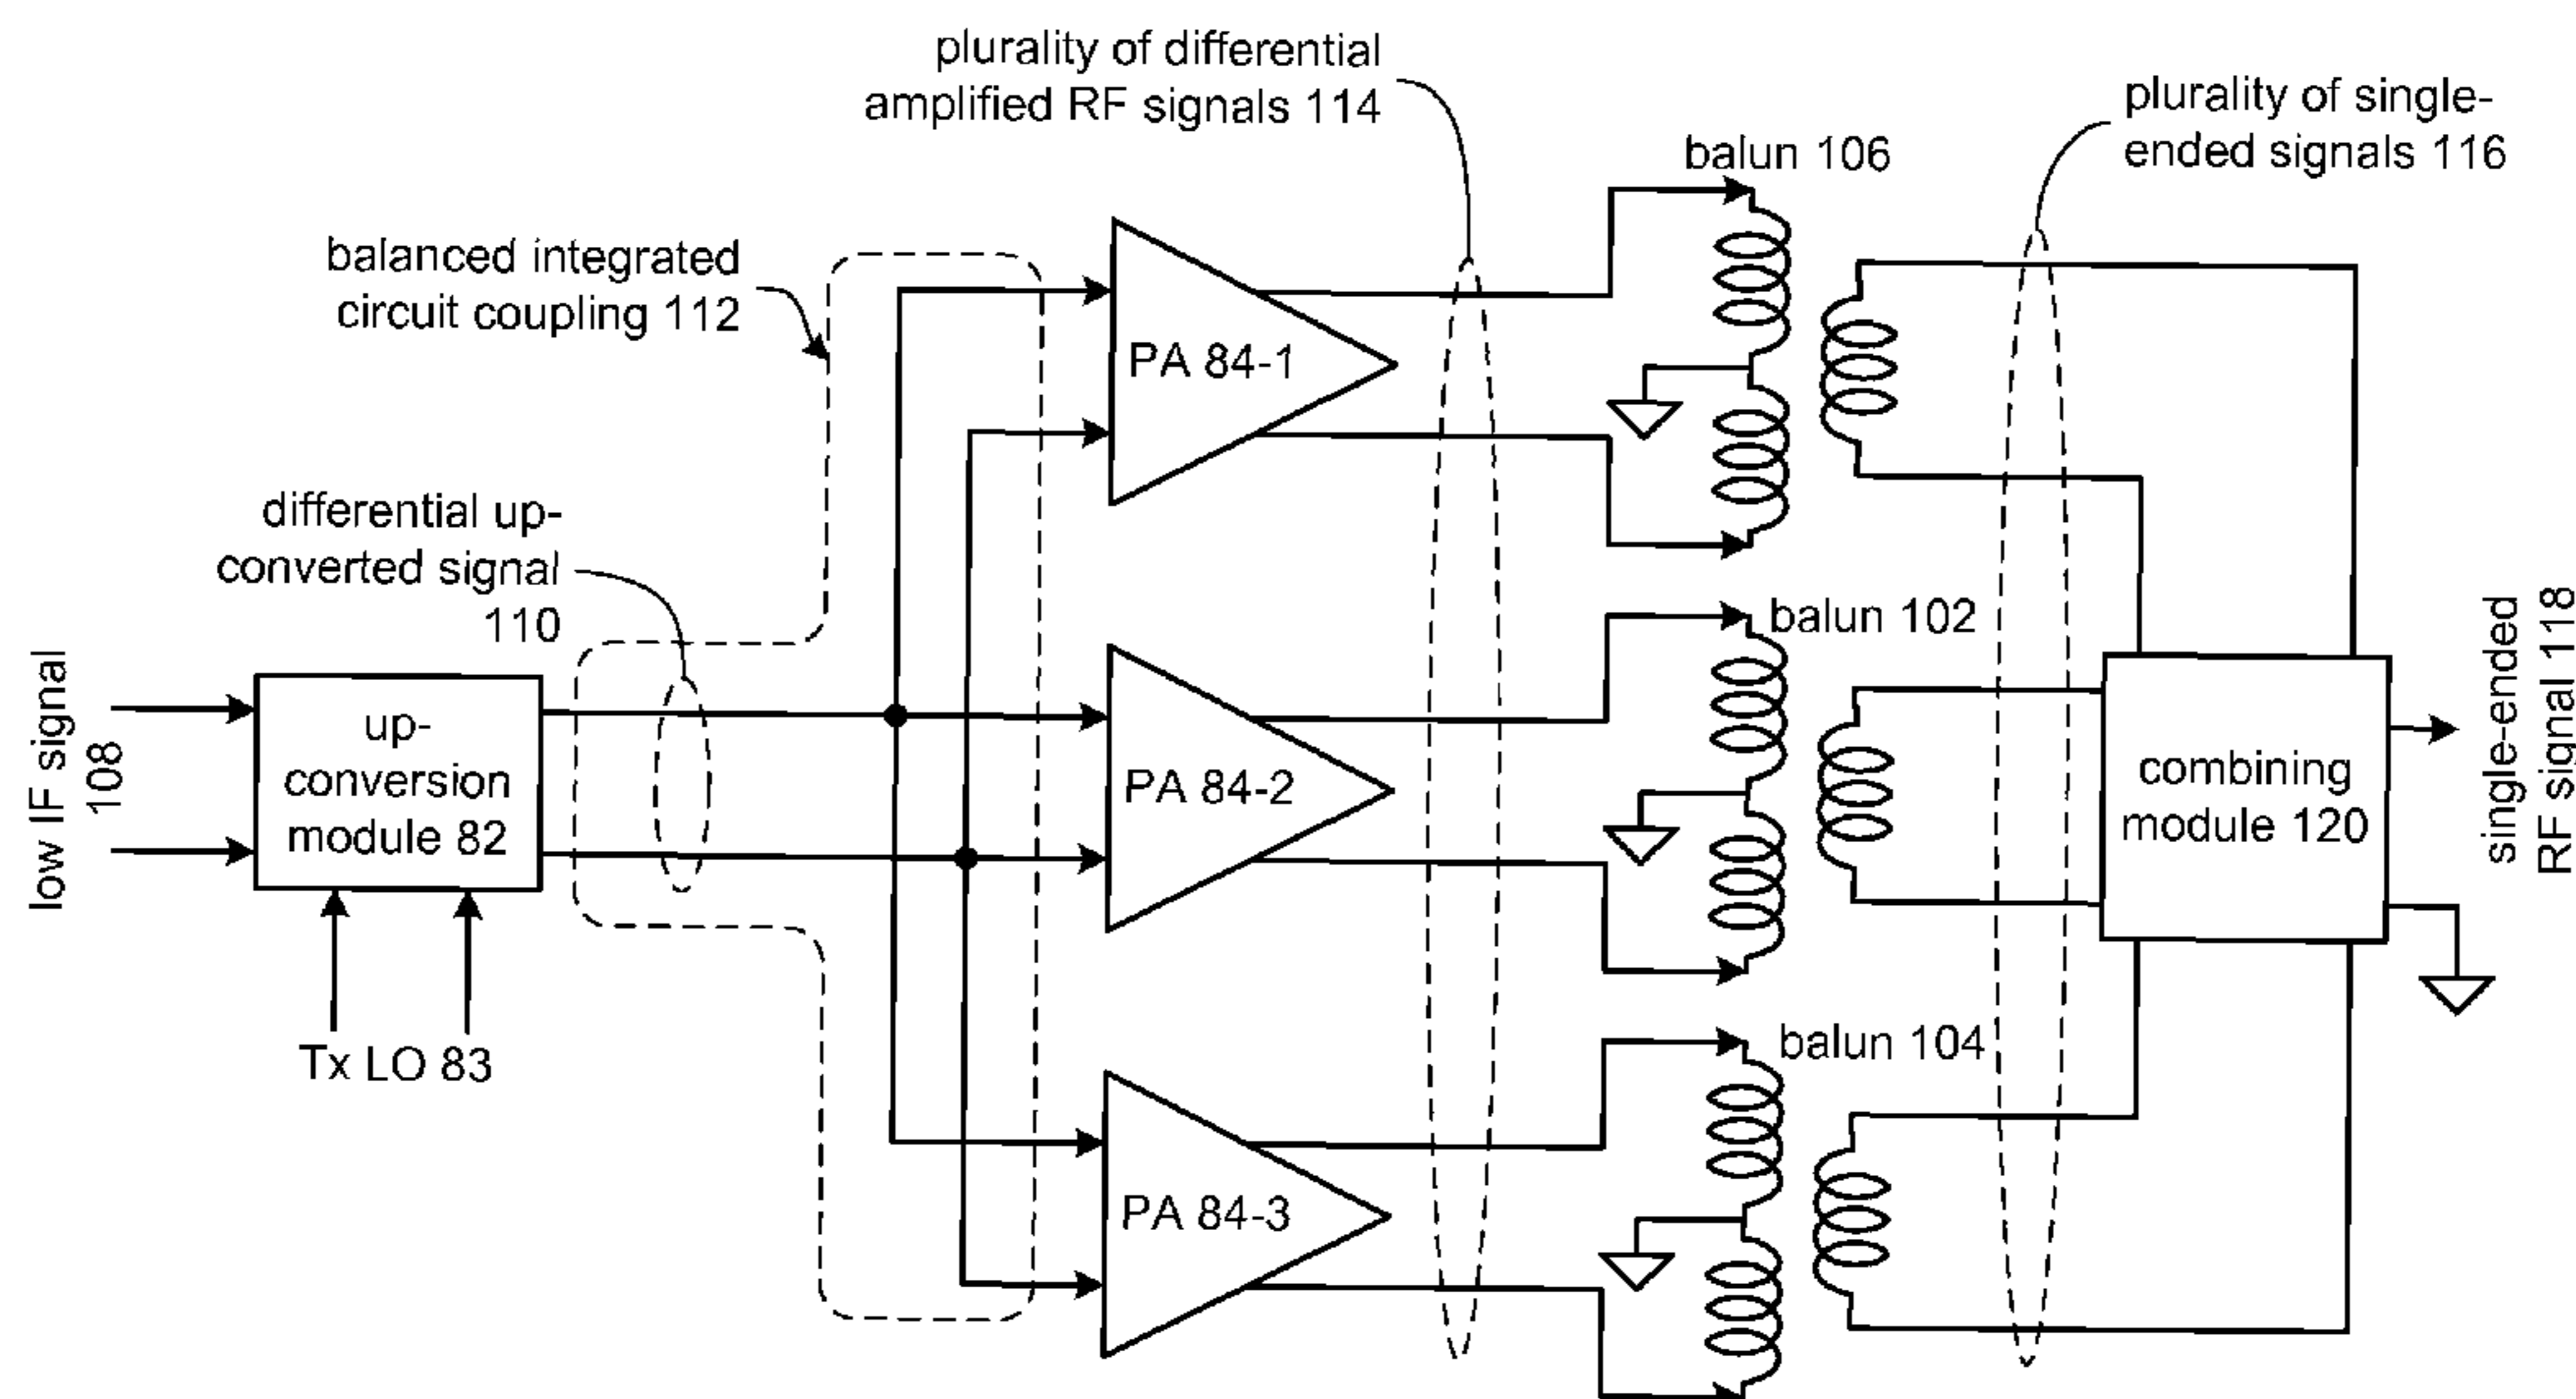 plurality of differential
amplified RF signals 114
plurality of single-
ended signals 116
balun 106
balanced integrated
circuit coupling 112
PA 84-1
differential up-
converted signal
110
balun 102
low IF signal
108
up-
conversion
module 82
PA 84-2
combining
module 120
single-ended
RF signal 118
Tx LO 83
balun 104
PA 84-3